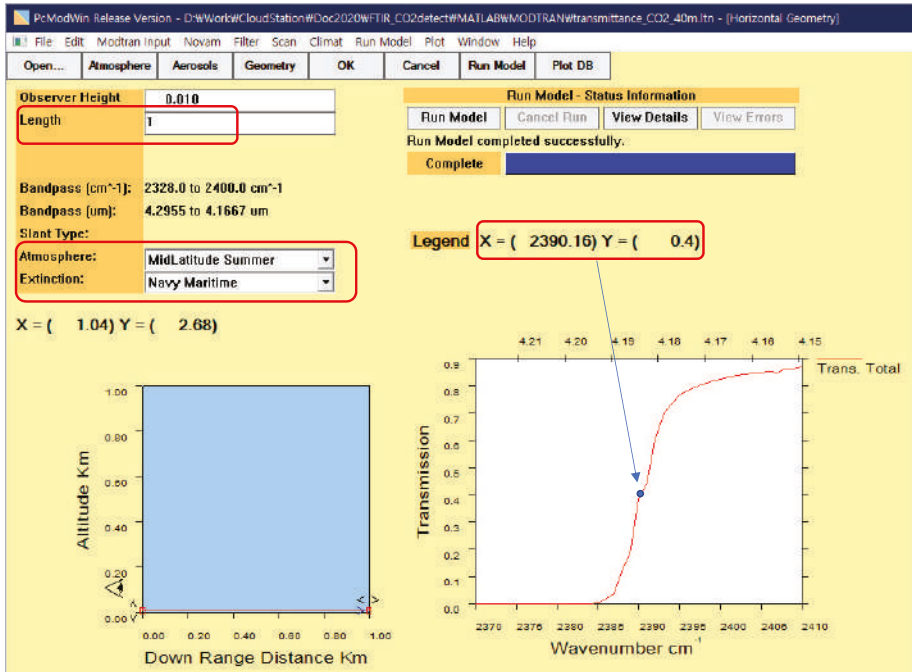 PcModWin Release Version - D:₩Work₩CloudStation₩Doc2020₩FTIR_CO2detect₩MATLAB₩MODTRAN₩transmittance_CO2_40m.ltn - [Horizontal Geometry]
File Edit Modtran Input Novam Filter Scan Climat Run Model Plot Window Help
Open... Atmosphere Aerosols Geometry OK Cancel Run Model Plot DB
Observer Height 0.010
Length 1
Bandpass (cm^-1): 2328.0 to 2400.0 cm^-1
Bandpass (um): 4.2955 to 4.1667 um
Slant Type:
Atmosphere: MidLatitude Summer
Extinction: Navy Maritime
X = ( 1.04) Y = ( 2.68)
Run Model - Status Information
Run Model Cancel Run View Details View Errors
Run Model completed successfully.
Complete
Legend X = ( 2390.16) Y = ( 0.4)
1.00
0.80
0.60
0.40
0.20
0.00
Altitude Km
X
Y
< >
0.00 0.20 0.40 0.60 0.80 1.00
Down Range Distance Km
4.21 4.20 4.19 4.18 4.17 4.16 4.15
Trans. Total
0.9
0.8
0.7
0.6
0.5
0.4
0.3
0.2
0.1
0.0
Transmission
2370 2375 2380 2385 2390 2395 2400 2405 2410
Wavenumber cm⁻¹